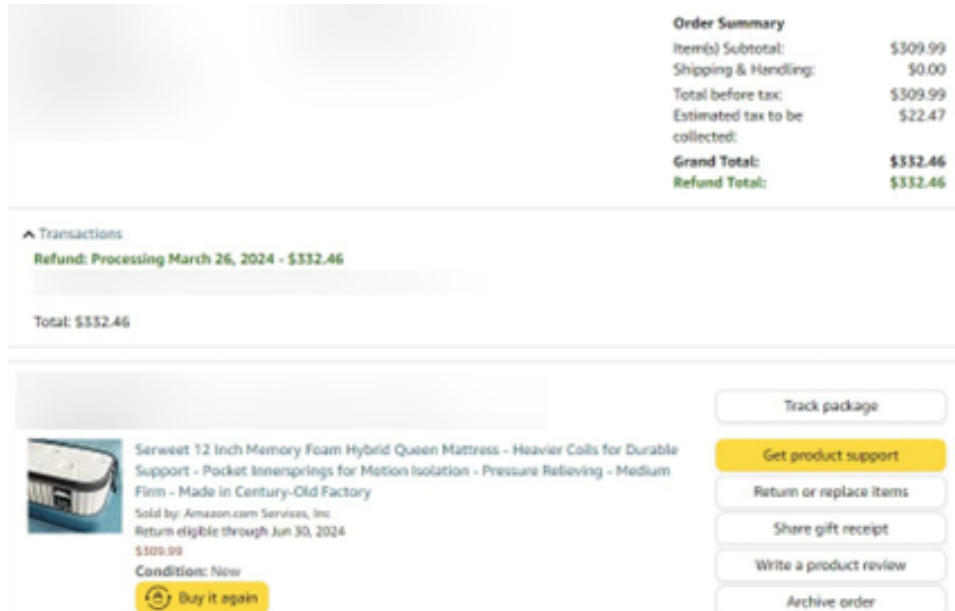 Order Summary
Item(s) Subtotal: $309.99
Shipping & Handling: $0.00
Total before tax: $309.99
Estimated tax to be $22.47
collected:
Grand Total: $332.46
Refund Total: $332.46
Transactions
Refund: Processing March 26, 2024 - $332.46
Total: $332.46
Track package
Serweet 12 Inch Memory Foam Hybrid Queen Mattress - Heavier Coils for Durable
Support - Pocket Innersprings for Motion Isolation - Pressure Relieving - Medium
Firm - Made in Century-Old Factory
Sold by: Amazon.com Services, Inc
Return eligible through Jun 30, 2024
$309.99
Condition: New
Buy it again
Get product support
Return or replace items
Share gift receipt
Write a product review
Archive order